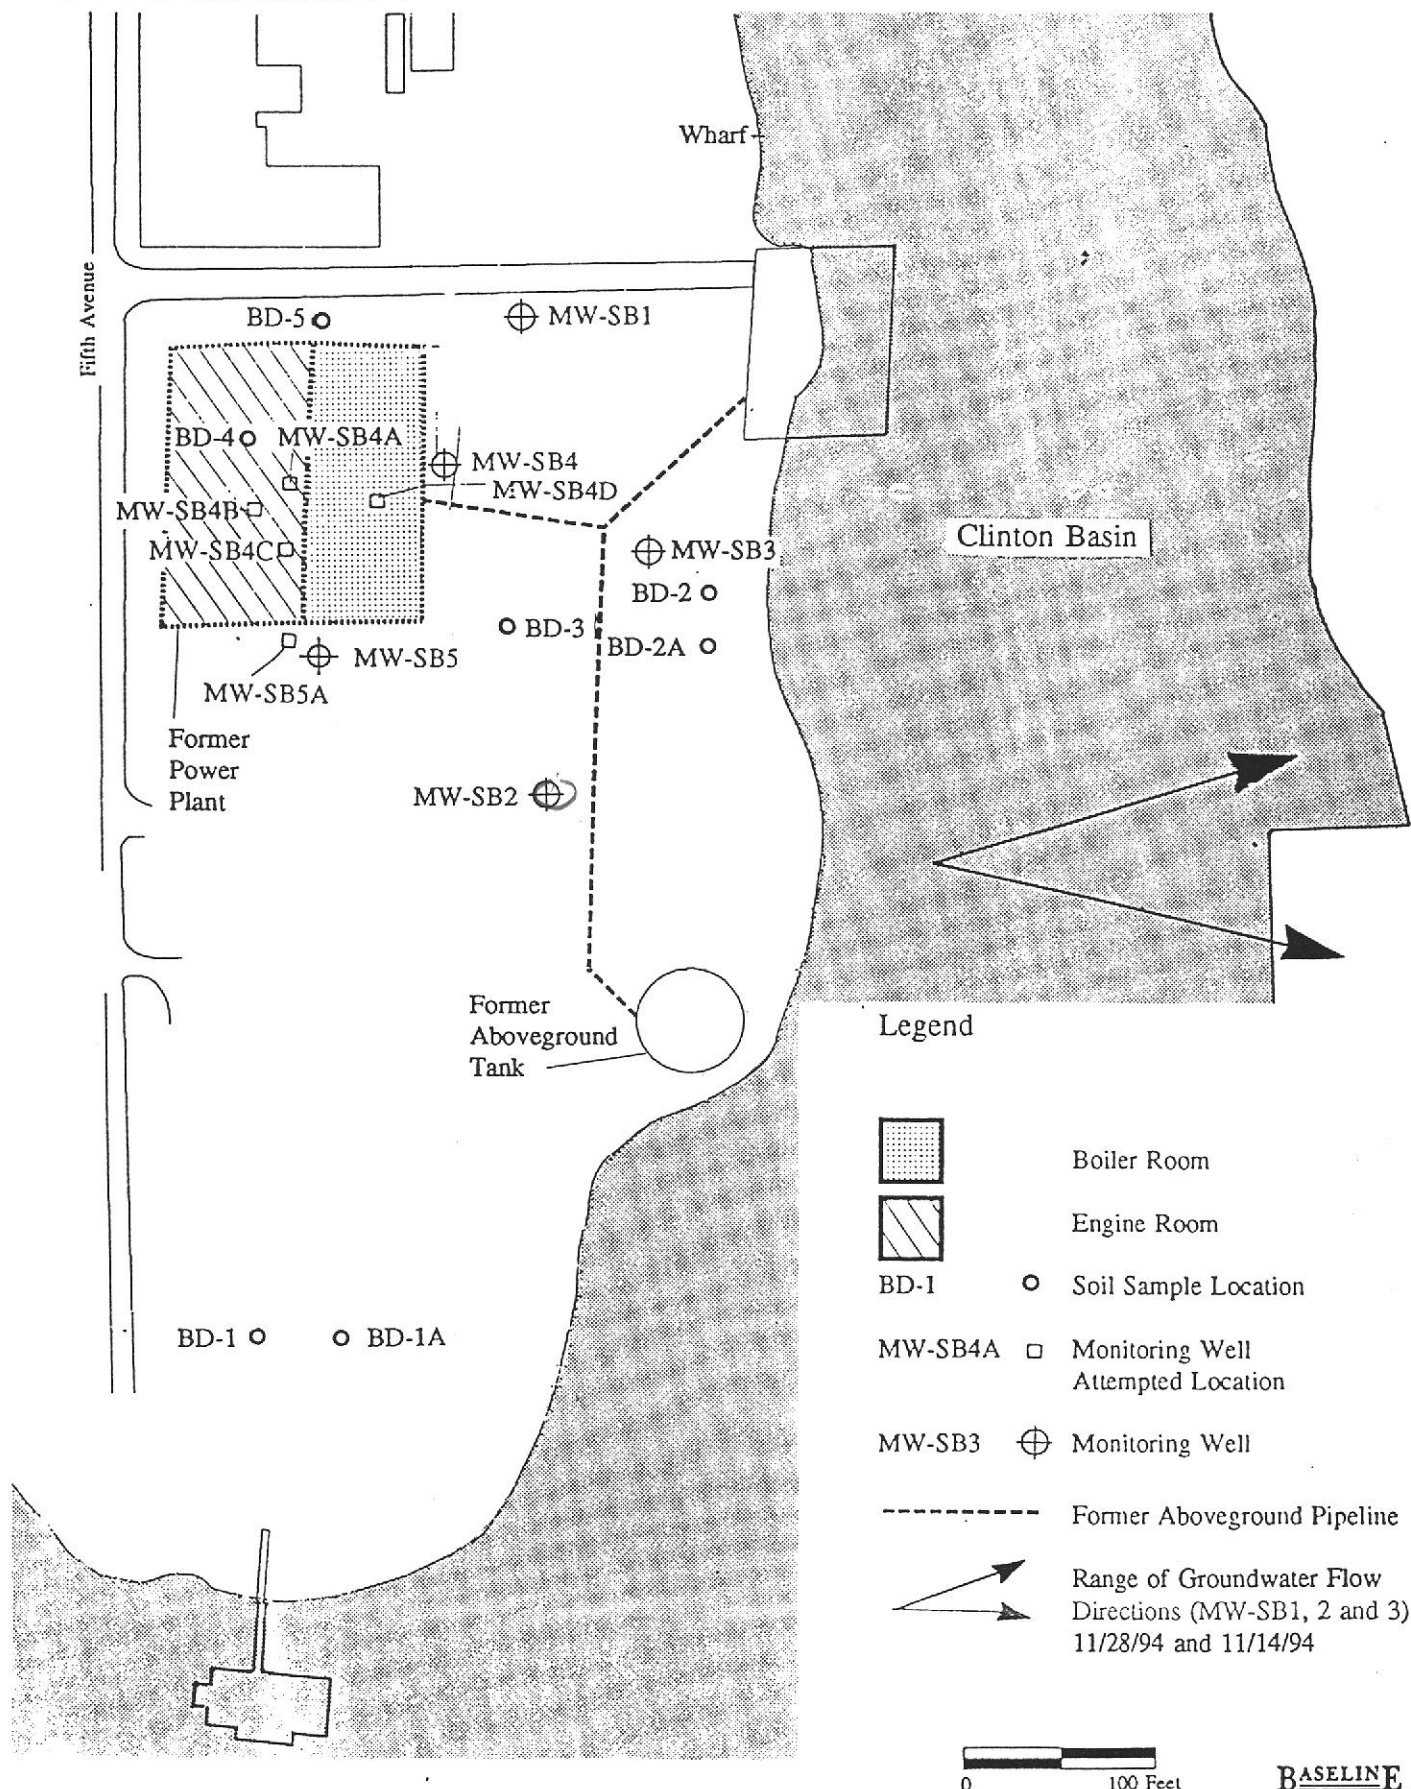 Wharf
Fifth Avenue
BD-5
MW-SB1
BD-4
MW-SB4A
MW-SB4
MW-SB4D
MW-SB4B
MW-SB4C
MW-SB3
BD-2
BD-3
BD-2A
MW-SB5
MW-SB5A
Former
Power
Plant
MW-SB2
Clinton Basin
Former
Aboveground
Tank
BD-1
BD-1A
Legend
Boiler Room
Engine Room
BD-1 Soil Sample Location
MW-SB4A Monitoring Well
Attempted Location
MW-SB3 Monitoring Well
Former Aboveground Pipeline
Range of Groundwater Flow
Directions (MW-SB1, 2 and 3)
11/28/94 and 11/14/94
0 100 Feet
BASELINE